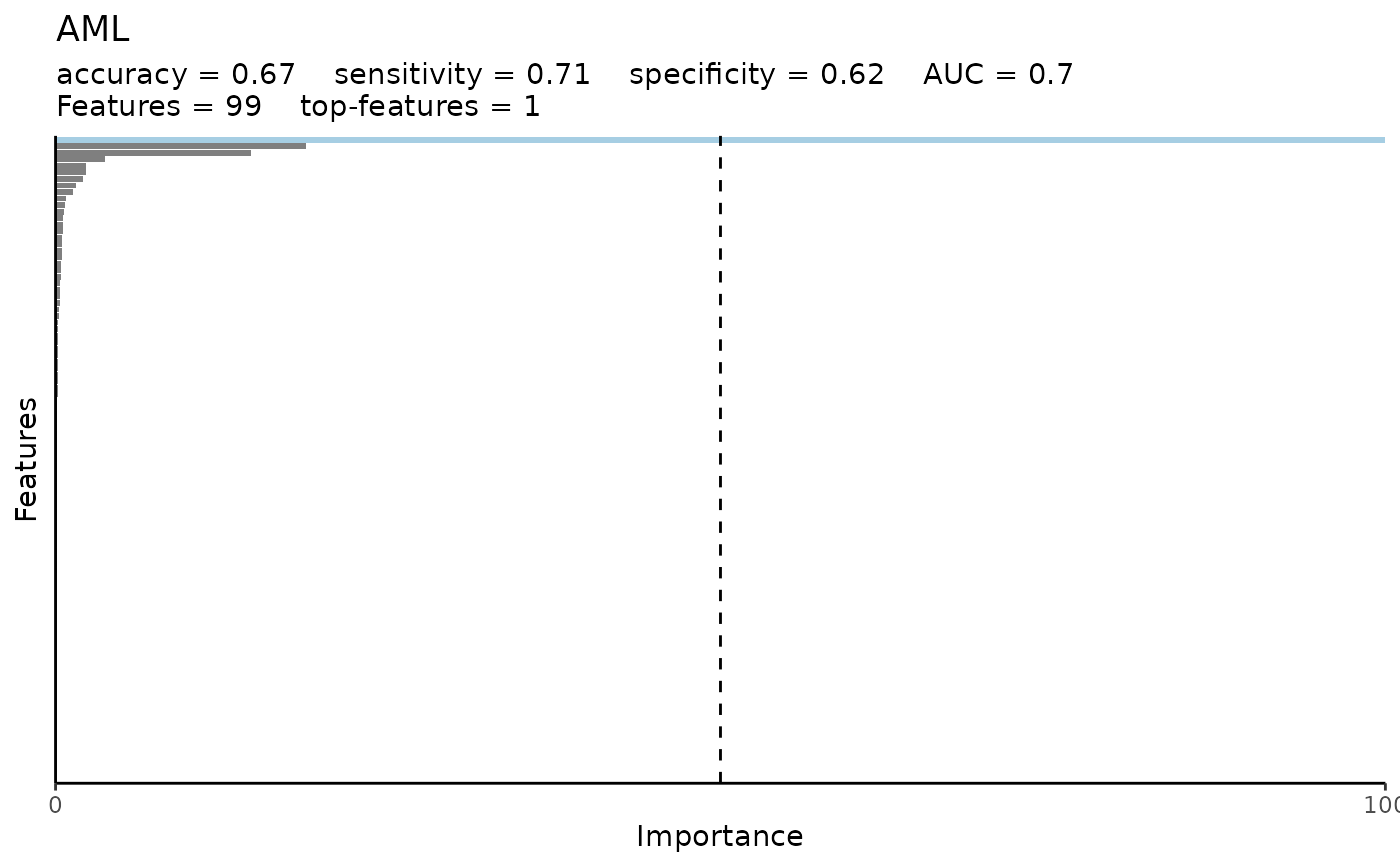 AML
accuracy = 0.67    sensitivity = 0.71    specificity = 0.62    AUC = 0.7
Features = 99    top-features = 1
Features
0
100
Importance